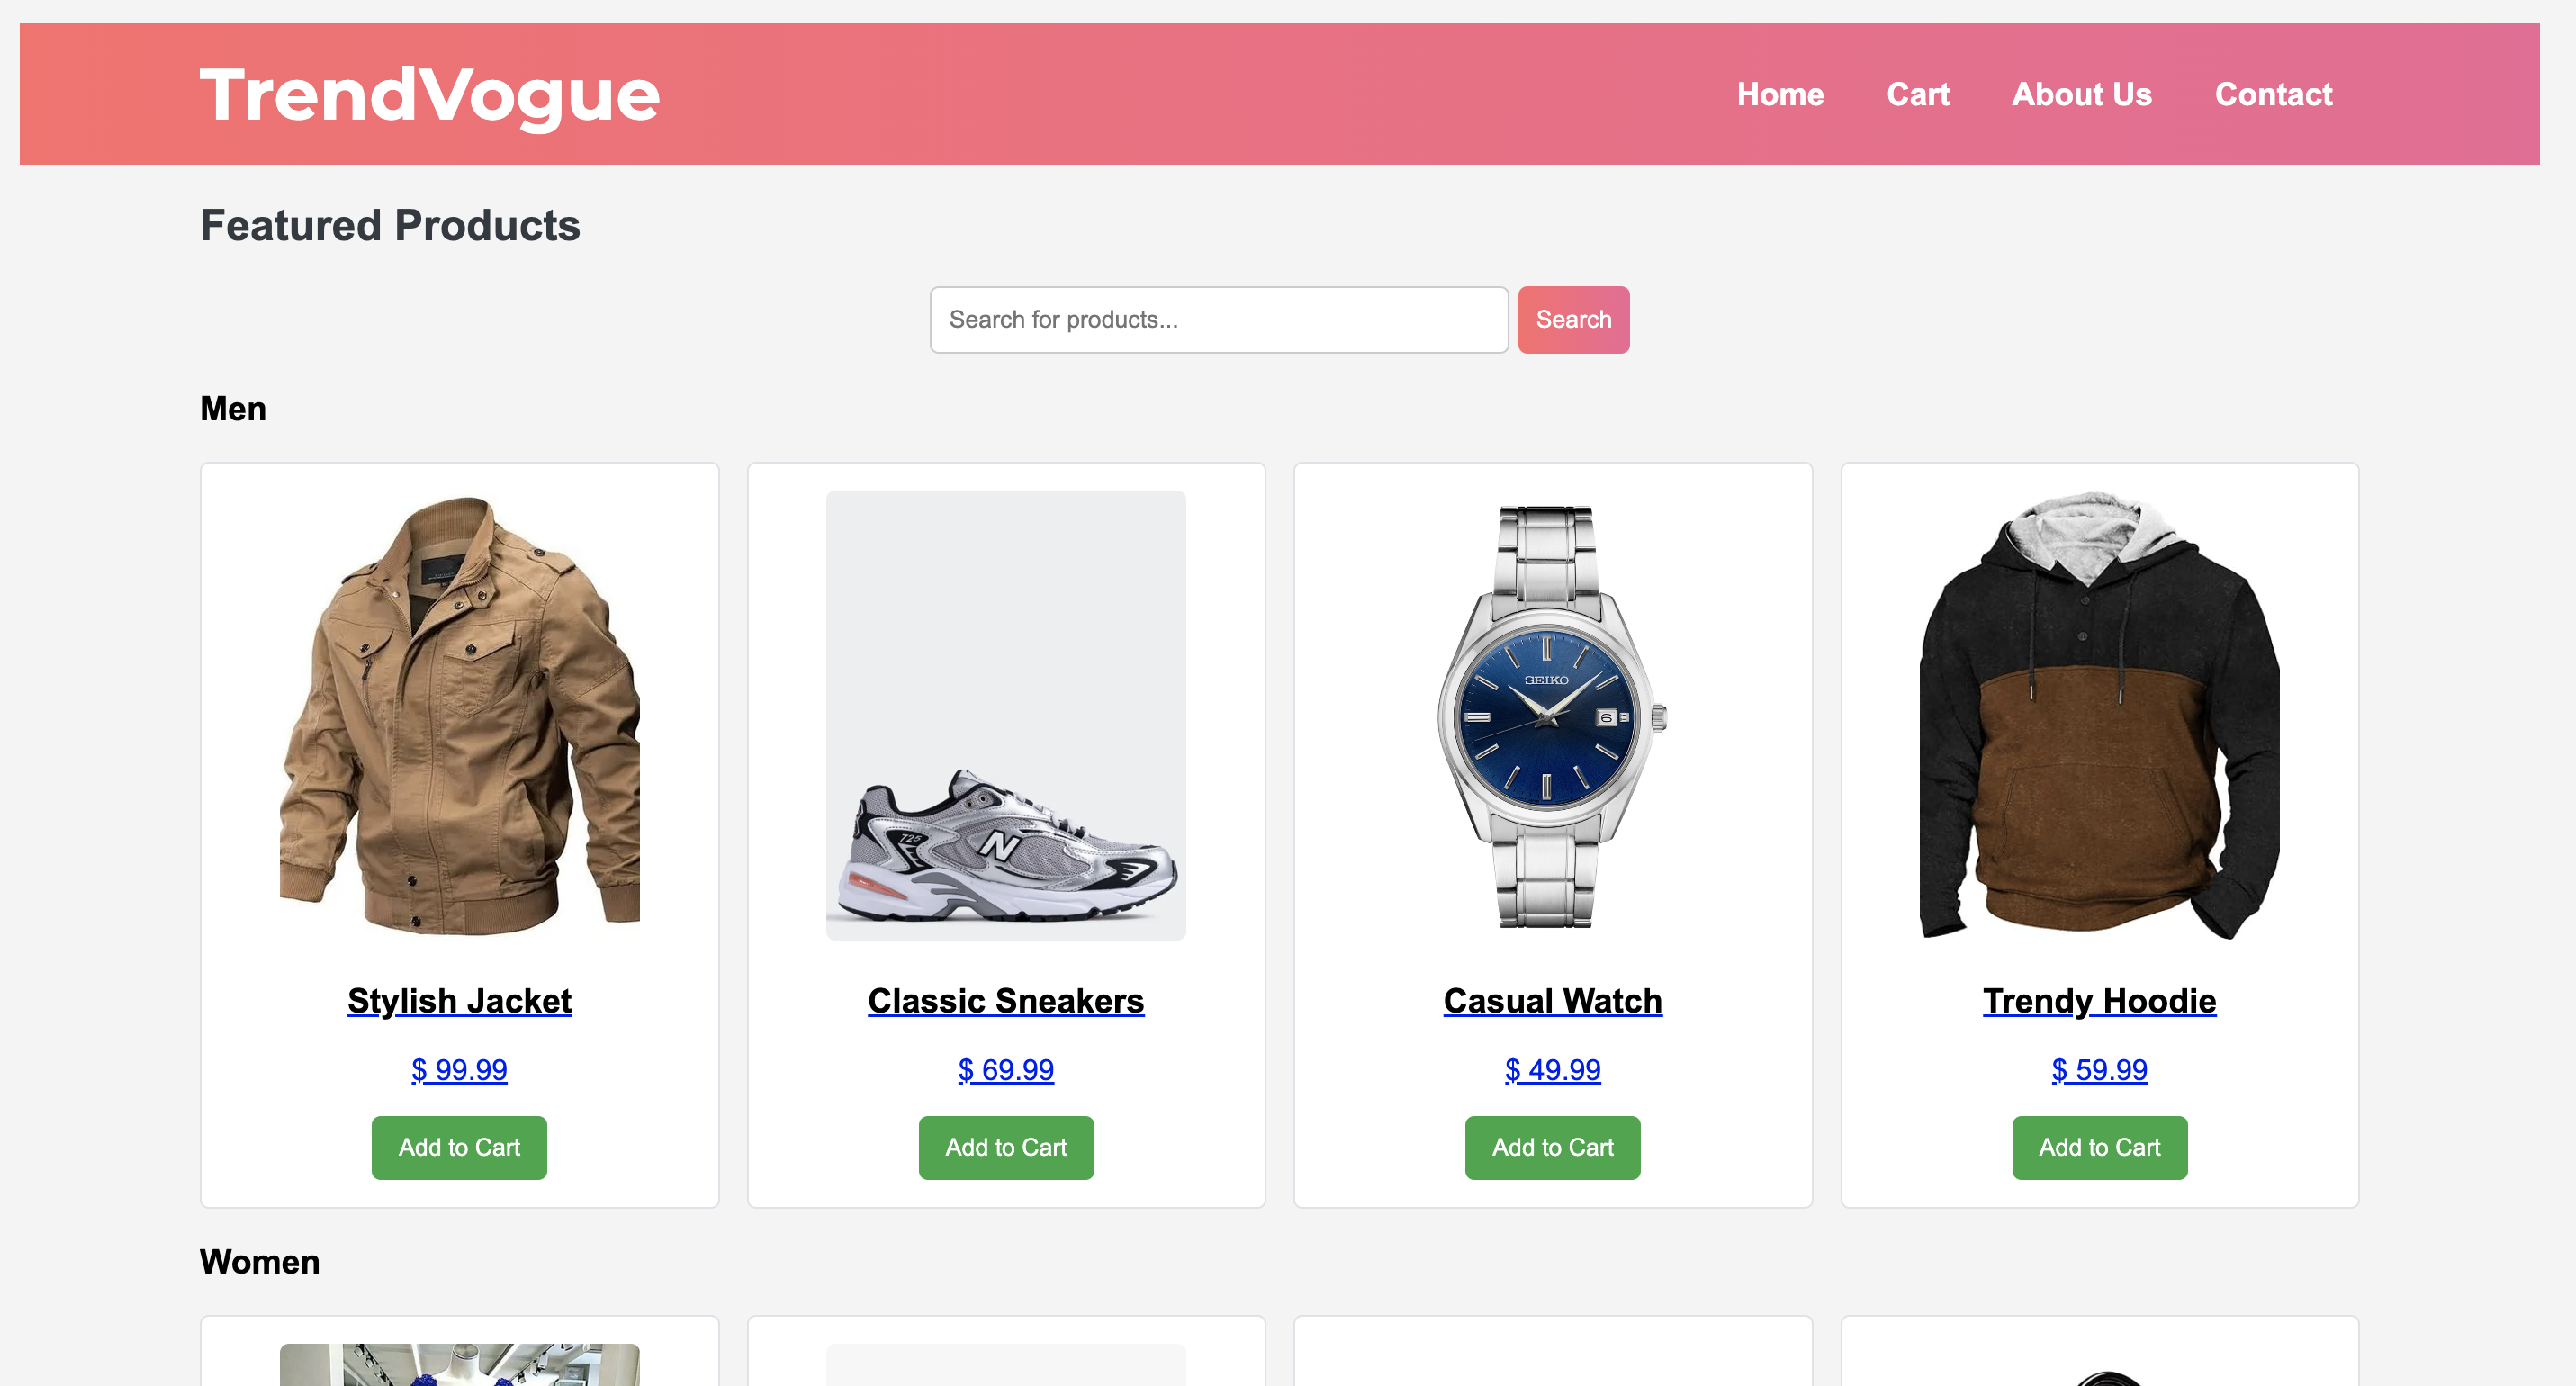 TrendVogue
Home Cart About Us Contact
Featured Products
Search for products... Search
Men
725
N
SEIKO
6
Stylish Jacket Classic Sneakers Casual Watch Trendy Hoodie
$ 99.99 $ 69.99 $ 49.99 $ 59.99
Add to Cart Add to Cart Add to Cart Add to Cart
Women